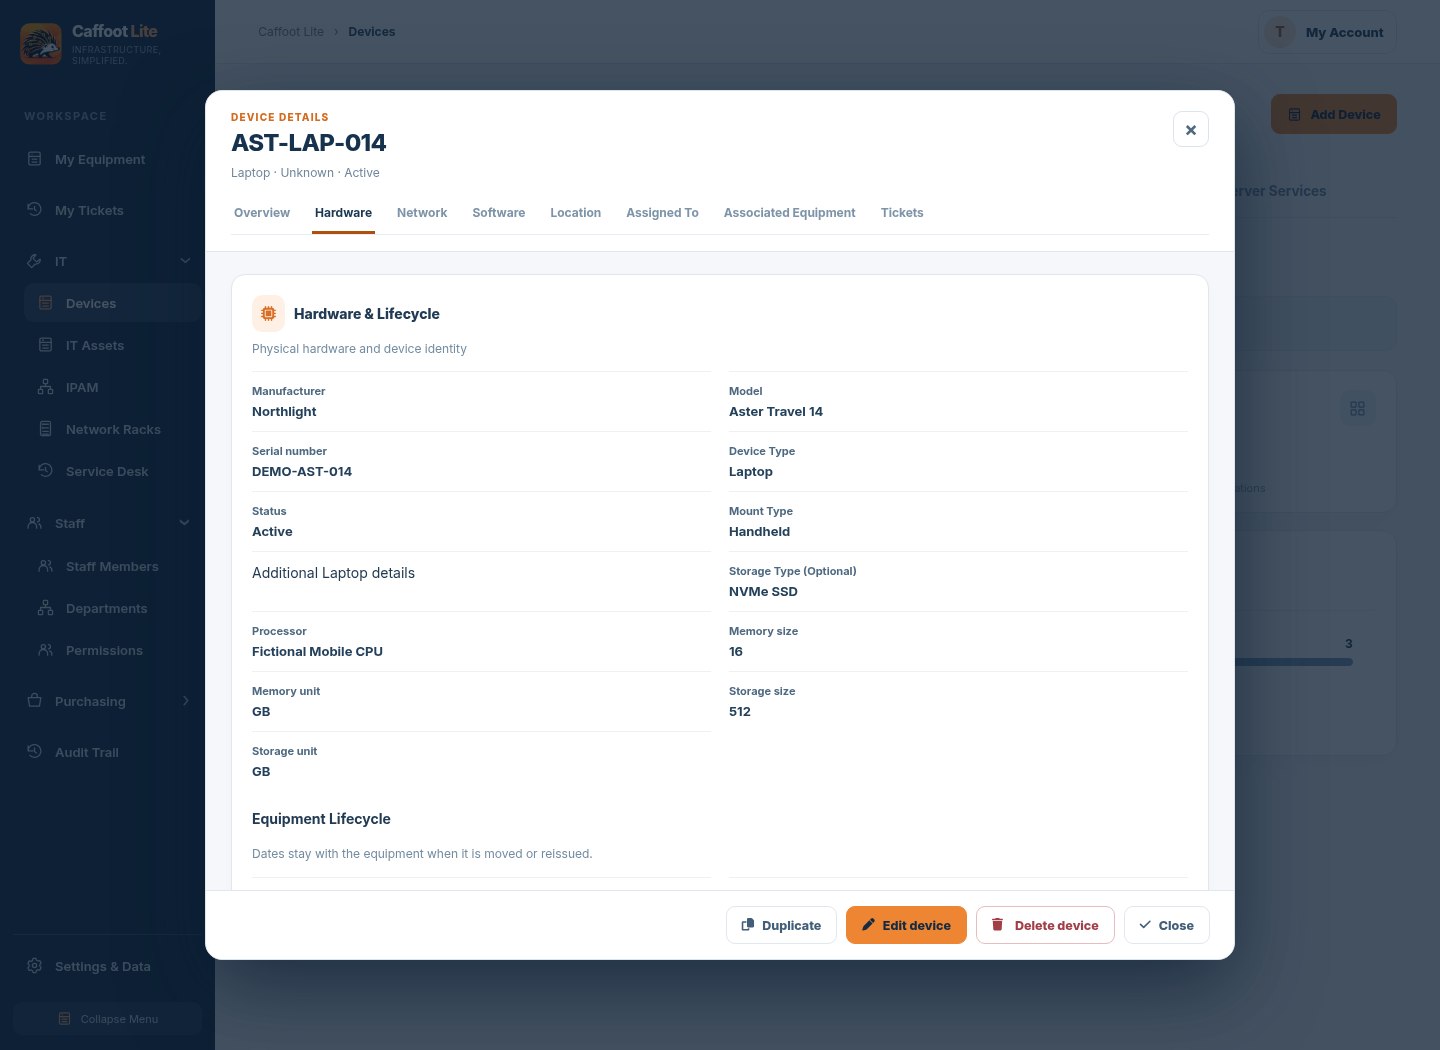 Caffoot Lite
INFRASTRUCTURE,
SIMPLIFIED.
WORKSPACE
My Equipment
My Tickets
IT
Devices
IT Assets
IPAM
Network Racks
Service Desk
Staff
Staff Members
Departments
Permissions
Purchasing
Audit Trail
Settings & Data
Collapse Menu
Caffoot Lite › Devices
T My Account
Add Device
DEVICE DETAILS
AST-LAP-014
Laptop · Unknown · Active
Overview Hardware Network Software Location Assigned To Associated Equipment Tickets
Hardware & Lifecycle
Physical hardware and device identity
Manufacturer
Northlight
Model
Aster Travel 14
Serial number
DEMO-AST-014
Device Type
Laptop
Status
Active
Mount Type
Handheld
Additional Laptop details
Storage Type (Optional)
NVMe SSD
Processor
Fictional Mobile CPU
Memory size
16
Memory unit
GB
Storage size
512
Storage unit
GB
Equipment Lifecycle
Dates stay with the equipment when it is moved or reissued.
Duplicate Edit device Delete device Close
Services
3